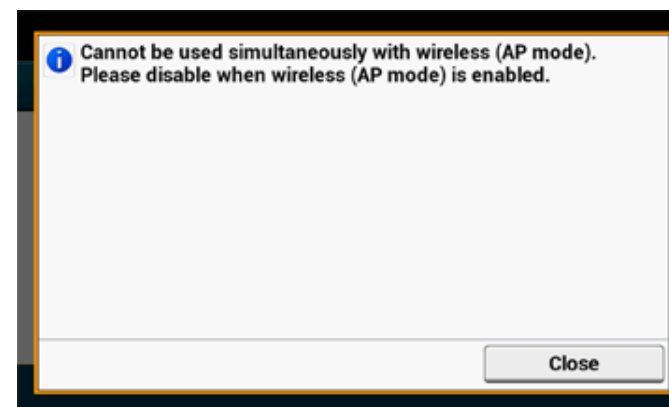 Cannot be used simultaneously with wireless (AP mode).
Please disable when wireless (AP mode) is enabled.
Close